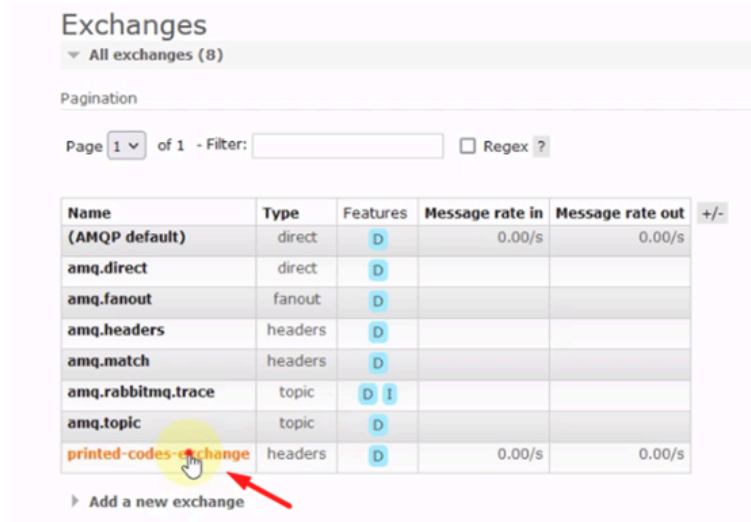 Exchanges
All exchanges (8)
Pagination
Page 1 of 1 - Filter: Regex ?
Name Type Features Message rate in Message rate out +/-
(AMQP default) direct D 0.00/s 0.00/s
amq.direct direct D
amq.fanout fanout D
amq.headers headers D
amq.match headers D
amq.rabbitmq.trace topic D I
amq.topic topic D
printed-codes-exchange headers D 0.00/s 0.00/s
Add a new exchange